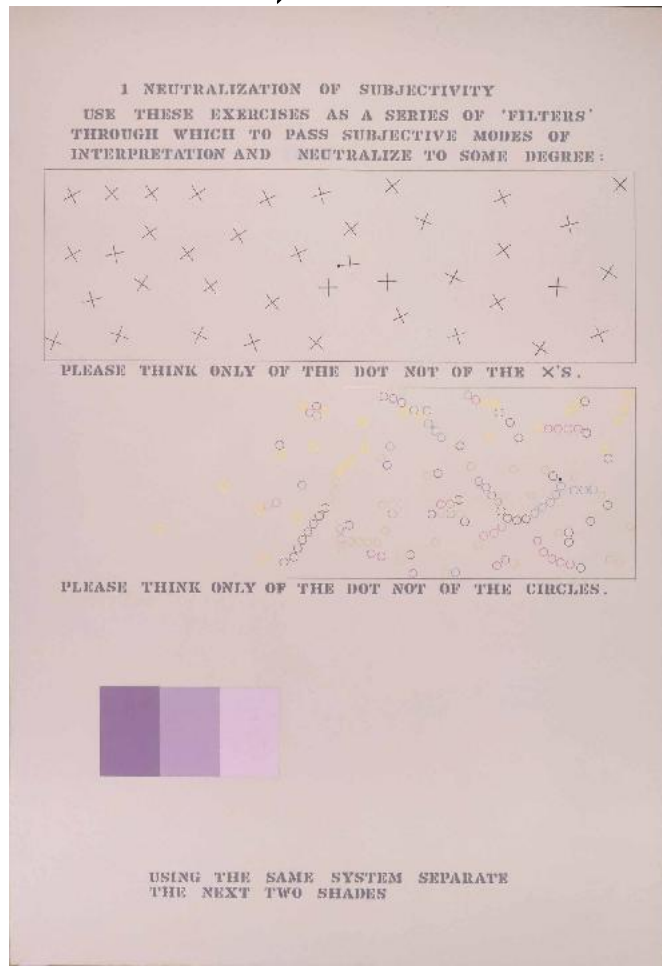 1 NEUTRALIZATION OF SUBJECTIVITY
USE THESE EXERCISES AS A SERIES OF 'FILTERS'
THROUGH WHICH TO PASS SUBJECTIVE MODES OF
INTERPRETATION AND NEUTRALIZE TO SOME DEGREE:
PLEASE THINK ONLY OF THE DOT NOT OF THE X'S.
PLEASE THINK ONLY OF THE DOT NOT OF THE CIRCLES.
USING THE SAME SYSTEM SEPARATE
THE NEXT TWO SHADES